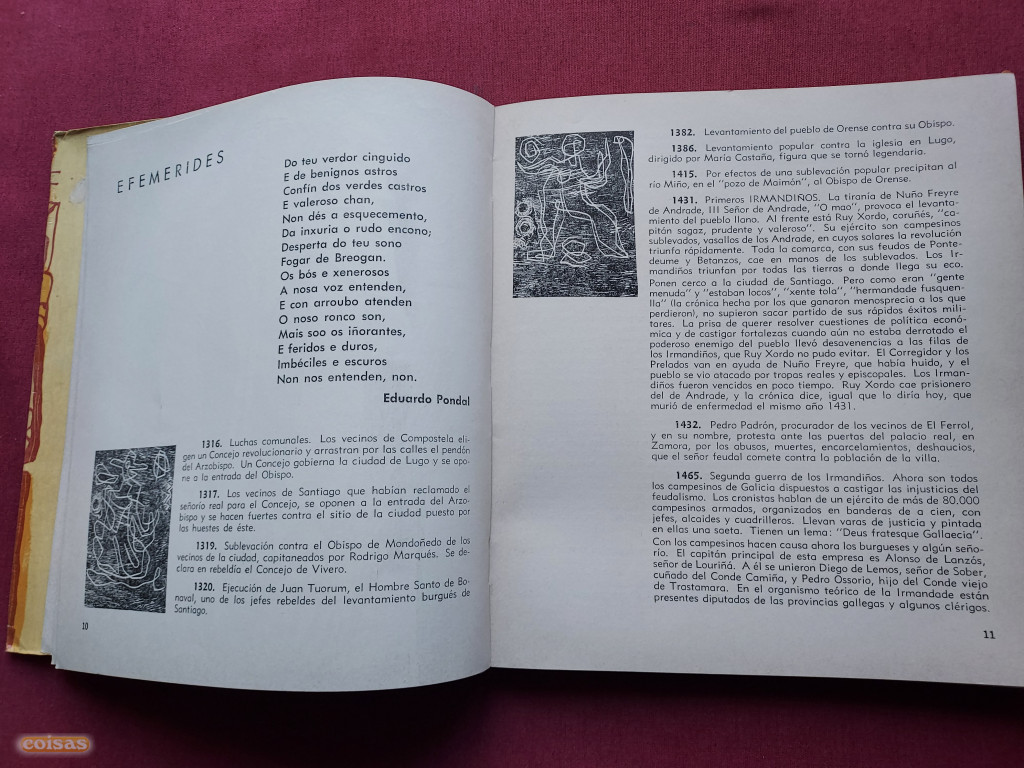 EFEMERIDES
Do teu verdor cinguido
E de benignos astros
Confín dos verdes castros
E valeroso chan,
Non dés a esquecemento,
Da inxuria o rudo encono;
Desperta do teu sono
Fogar de Breogan.
Os bós e xenerosos
A nosa voz entenden,
E con arroubo atenden
O noso ronco son,
Mais soo os iñorantes,
E feridos e duros,
Imbéciles e escuros
Non nos entenden, non.
Eduardo Pondal
1316. Luchas comunales. Los vecinos de Compostela eli-
gen un Concejo revolucionario y arrastran por las calles el pendón
del Arzobispo. Un Concejo gobierna la ciudad de Lugo y se opo-
ne a la entrada del Obispo.
1317. Los vecinos de Santiago que habían reclamado el
señorío real para el Concejo, se oponen a la entrada del Arzo-
bispo y se hacen fuertes contra el sitio de la ciudad puesto por
las huestes de éste.
1319. Sublevación contra el Obispo de Mondoñedo de los
vecinos de la ciudad, capitaneados por Rodrigo Marqués. Se de-
clara en rebeldía el Concejo de Vivero.
1320. Ejecución de Juan Tuorum, el Hombre Santo de Bo-
naval, uno de los jefes rebeldes del levantamiento burgués de
Santiago.
10
1382. Levantamiento del pueblo de Orense contra su Obispo.
1386. Levantamiento popular contra la iglesia en Lugo,
dirigido por María Castaña, figura que se tornó legendaria.
1415. Por efectos de una sublevación popular precipitan al
río Miño, en el "pozo de Maimón", al Obispo de Orense.
1431. Primeros IRMANDIÑOS. La tiranía de Nuño Freyre
de Andrade, III Señor de Andrade, "O mao", provoca el levanta-
miento del pueblo llano. Al frente está Ruy Xordo, coruñés, "ca-
pitán sagaz, prudente y valeroso". Su ejército son campesinos
sublevados, vasallos de los Andrade, en cuyos solares la revolución
triunfa rápidamente. Toda la comarca, con sus feudos de Ponte-
deume y Betanzos, cae en manos de los sublevados. Los Ir-
mandiños triunfan por todas las tierras a donde llega su eco.
Ponen cerco a la ciudad de Santiago. Pero como eran "gente
menuda" y "estaban locos", "xente tola", "hermandade fusquen-
lla" (la crónica hecha por los que ganaron menosprecia a los que
perdieron), no supieron sacar partido de sus rápidos éxitos mili-
tares. La prisa de querer resolver cuestiones de política econó-
mica y de castigar fortalezas cuando aún no estaba derrotado el
poderoso enemigo del pueblo llevó desavenencias a las filas de
los Irmandiños, que Ruy Xordo no pudo evitar. El Corregidor y los
Prelados van en ayuda de Nuño Freyre, que había huido, y el
pueblo se vio atacado por tropas reales y episcopales. Los Irman-
diños fueron vencidos en poco tiempo. Ruy Xordo cae prisionero
del de Andrade, y la crónica dice, igual que lo diría hoy, que
murió de enfermedad el mismo año 1431.
1432. Pedro Padrón, procurador de los vecinos de El Ferrol,
y en su nombre, protesta ante las puertas del palacio real, en
Zamora, por los abusos, muertes, encarcelamientos, deshaucios,
que el señor feudal comete contra la población de la villa.
1465. Segunda guerra de los Irmandiños. Ahora son todos
los campesinos de Galicia dispuestos a castigar las injusticias del
feudalismo. Los cronistas hablan de un ejército de más de 80.000
campesinos armados, organizados en banderas de a cien, con
jefes, alcaides y cuadrilleros. Llevan varas de justicia y pintada
en ellas una saeta. Tienen un lema: "Deus fratesque Gallaecia".
Con los campesinos hacen causa ahora los burgueses y algún seño-
río. El capitán principal de esta empresa es Alonso de Lanzós,
señor de Louriñá. A él se unieron Diego de Lemos, señor de Sober,
cuñado del Conde Camiña, y Pedro Ossorio, hijo del Conde viejo
de Trastamara. En el organismo teórico de la Irmandade están
presentes diputados de las provincias gallegas y algunos clérigos.
11
coisas